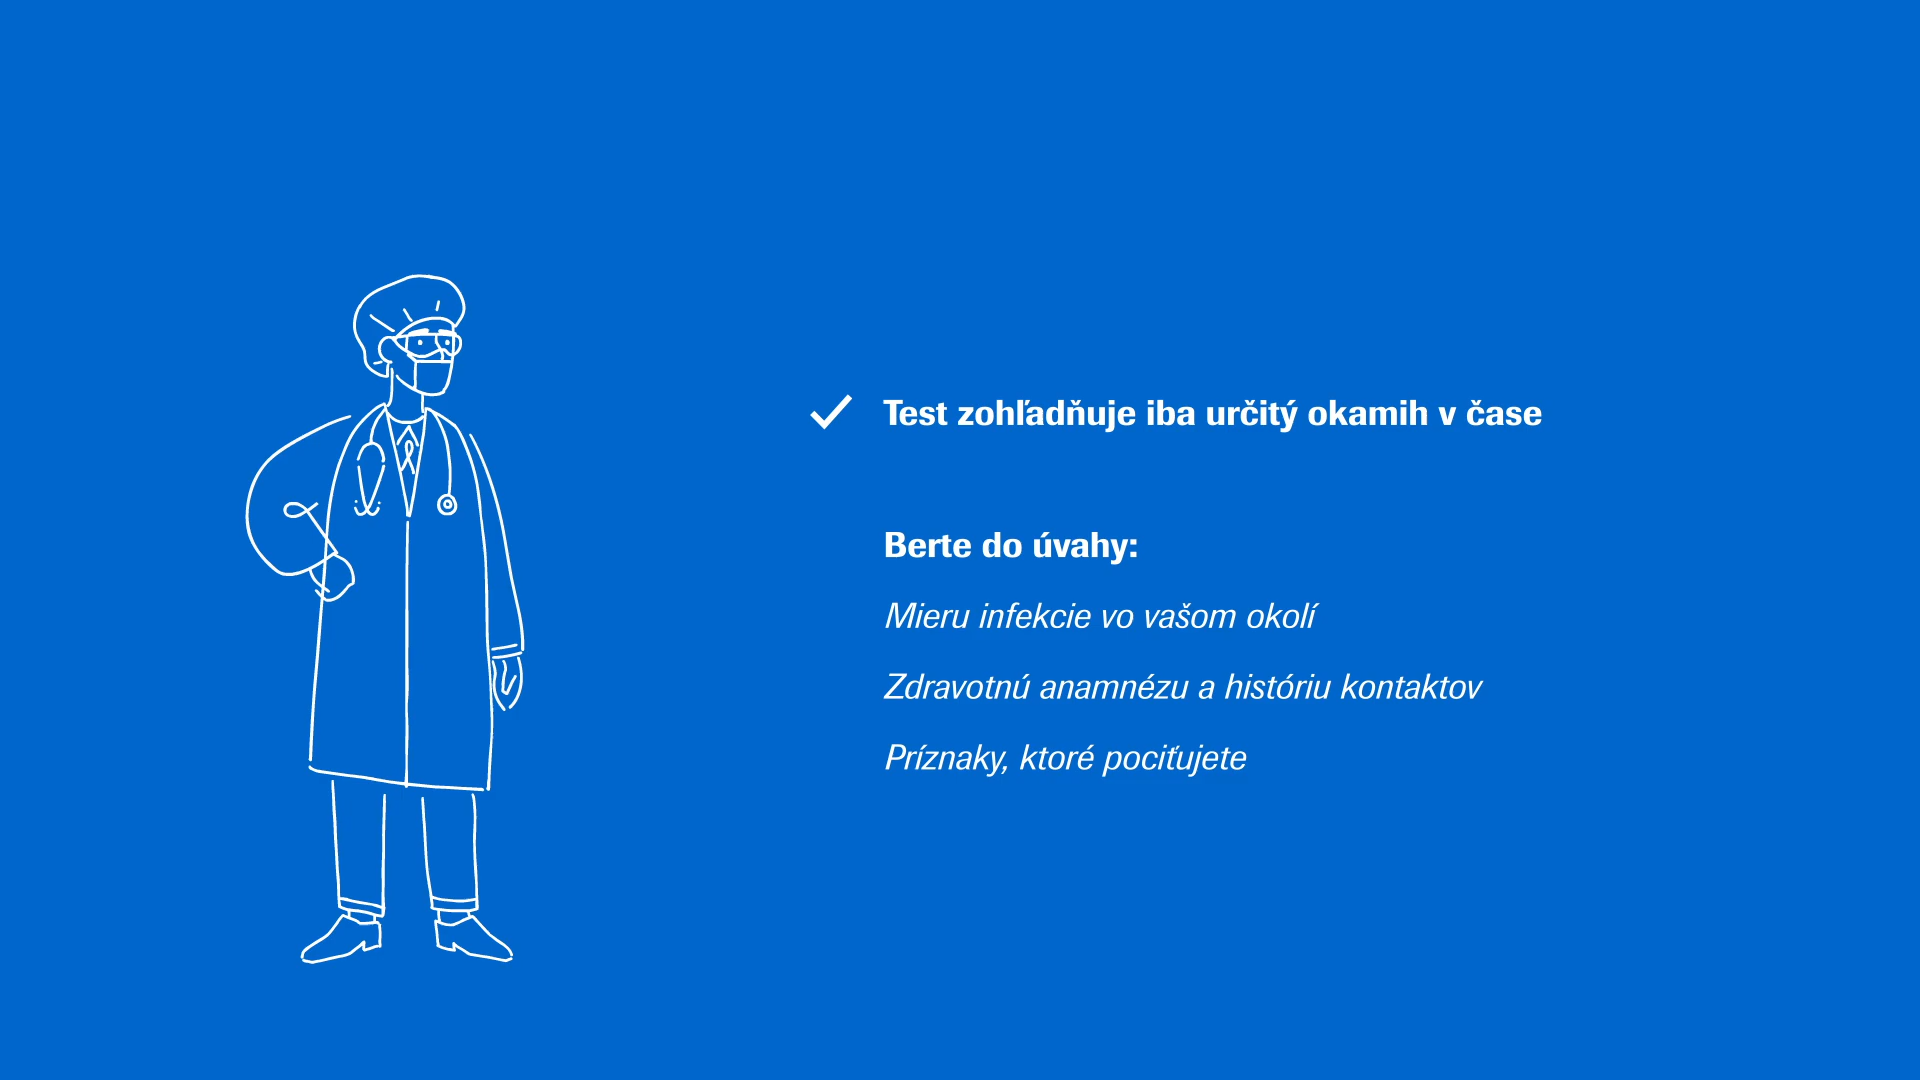 Test zohľadňuje iba určitý okamih v čase
Berte do úvahy:
Mieru infekcie vo vašom okolí
Zdravotnú anamnézu a históriu kontaktov
Príznaky, ktoré pociťujete